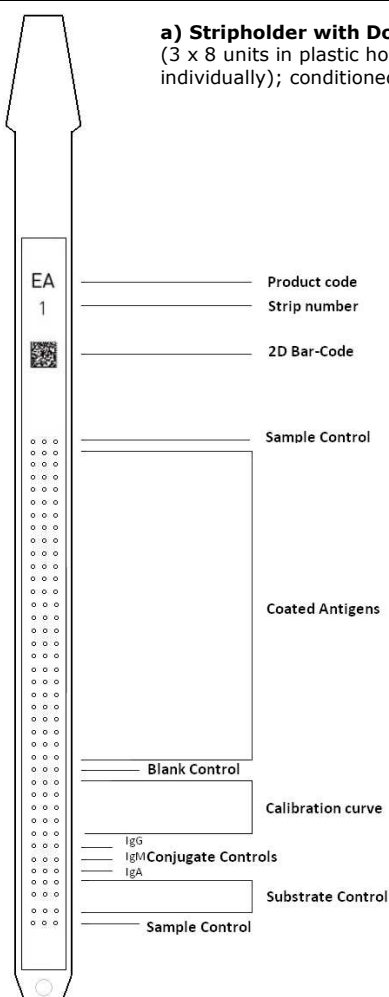 a) Stripholder with Do
(3 x 8 units in plastic ho
individually); conditioned
EA
1
Product code
Strip number
2D Bar-Code
Sample Control
Coated Antigens
Blank Control
Calibration curve
IgG
IgM Conjugate Controls
IgA
Substrate Control
Sample Control